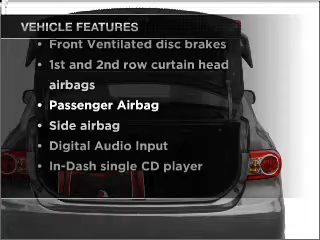 VEHICLE FEATURES
• Front Ventilated disc brakes
• 1st and 2nd row curtain head
airbags
• Passenger Airbag
• Side airbag
• Digital Audio Input
• In-Dash single CD player